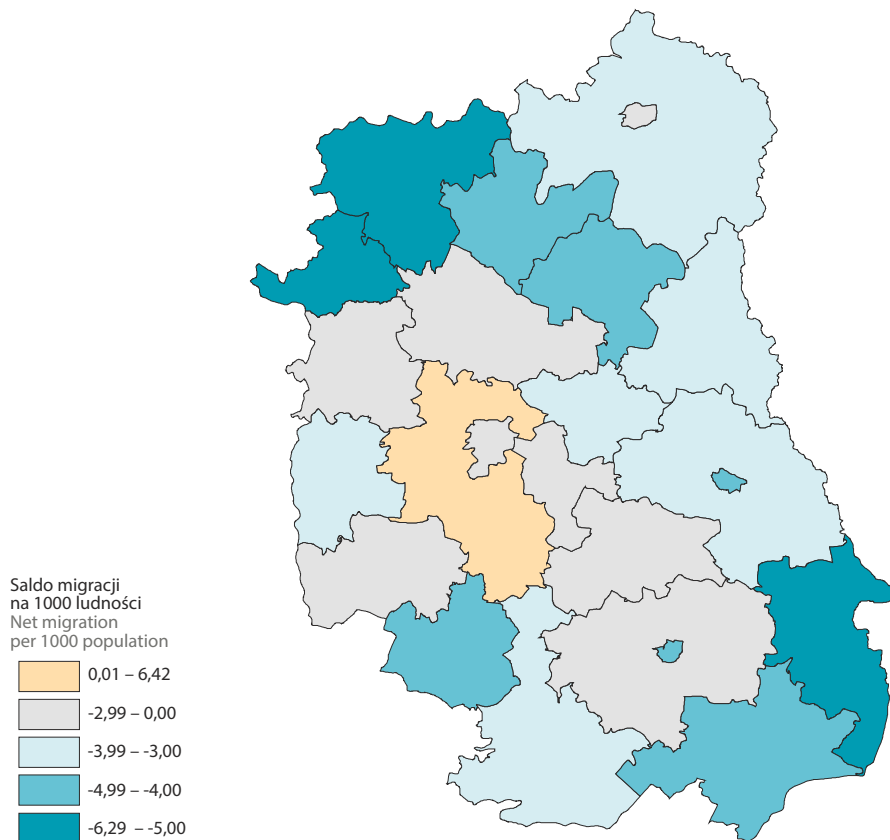 Saldo migracji
na 1000 ludności
Net migration
per 1000 population
0,01 – 6,42
-2,99 – 0,00
-3,99 – -3,00
-4,99 – -4,00
-6,29 – -5,00